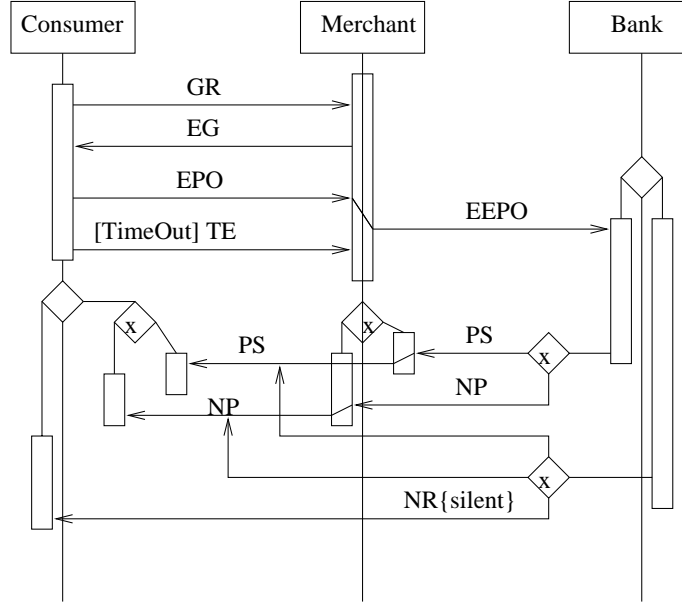 Consumer Merchant Bank
GR
EG
EPO
EEPO
[TimeOut] TE
x x
PS PS
x
NP NP
x
NR{silent}